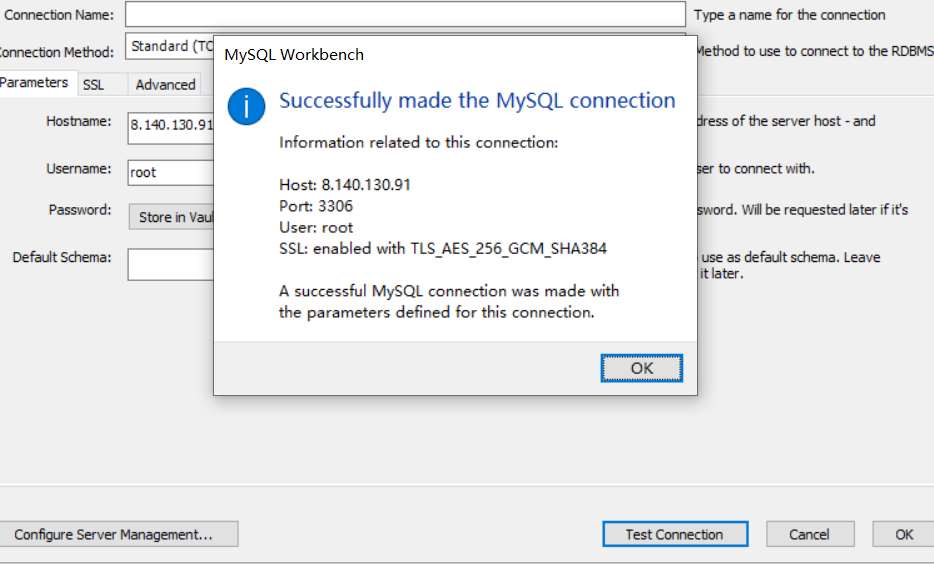 Connection Name:
Type a name for the connection
Connection Method:
Standard (TC
Method to use to connect to the RDBMS
Parameters
SSL
Advanced
MySQL Workbench
Successfully made the MySQL connection
Information related to this connection:
Host: 8.140.130.91
Port: 3306
User: root
SSL: enabled with TLS_AES_256_GCM_SHA384
A successful MySQL connection was made with
the parameters defined for this connection.
OK
Hostname:
8.140.130.91
dress of the server host - and
Username:
root
ser to connect with.
Password:
Store in Vaul
sword. Will be requested later if it's
Default Schema:
use as default schema. Leave
it later.
Configure Server Management...
Test Connection
Cancel
OK